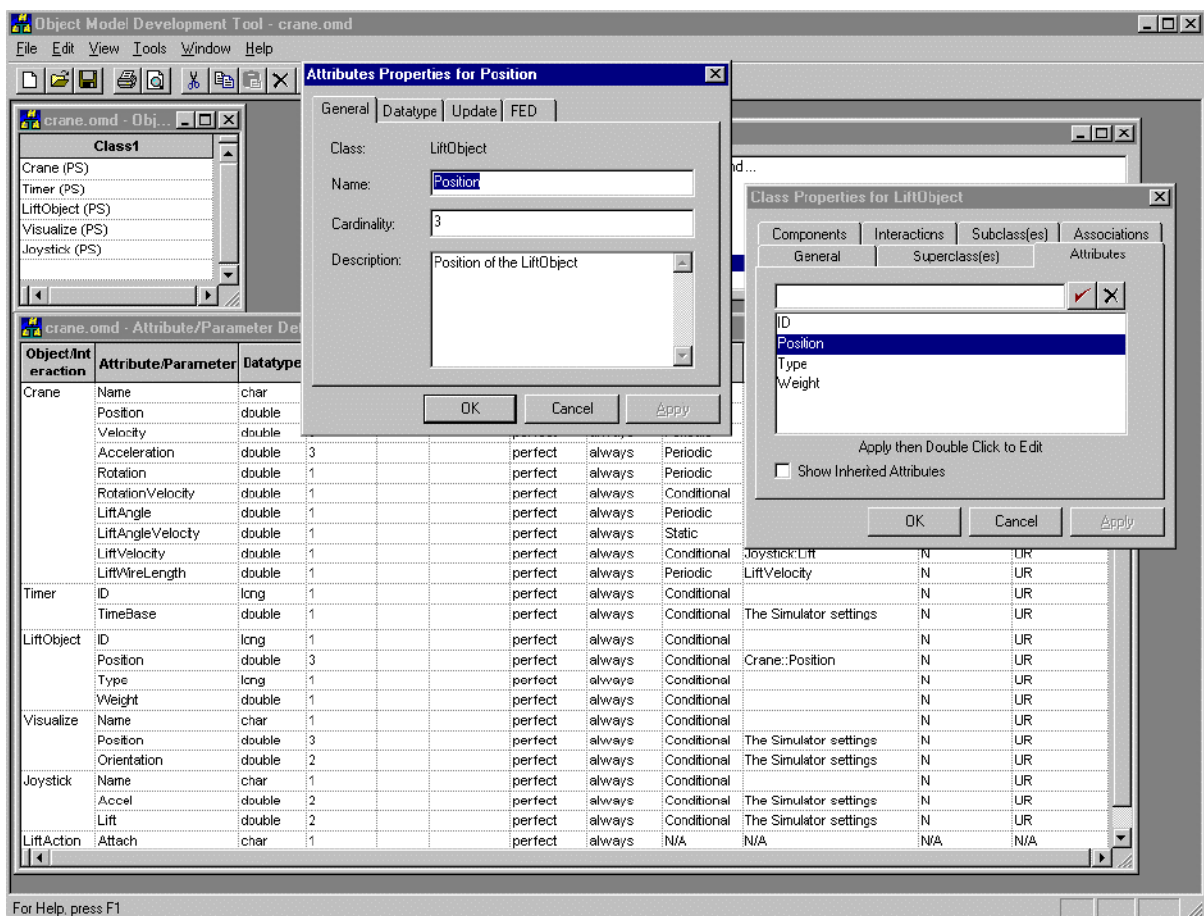 Object Model Development Tool - crane.omd
File Edit View Tools Window Help
Attributes Properties for Position
General Datatype Update FED
Class: LiftObject
Name: Position
Cardinality: 3
Description: Position of the LiftObject
OK Cancel Apply
crane.omd - Obj...
Class1
Crane (PS)
Timer (PS)
LiftObject (PS)
Visualize (PS)
Joystick (PS)
Class Properties for LiftObject
Components Interactions Subclass(es) Associations
General Superclass(es) Attributes
ID
Position
Type
Weight
Apply then Double Click to Edit
Show Inherited Attributes
OK Cancel Apply
crane.omd - Attribute/Parameter De
Object/Int
eraction Attribute/Parameter Datatype
Crane Name char
Position double
Velocity double perfect always Periodic
Acceleration double 3 perfect always Periodic
Rotation double 1 perfect always Periodic
RotationVelocity double 1 perfect always Conditional
LiftAngle double 1 perfect always Periodic
LiftAngleVelocity double 1 perfect always Static
LiftVelocity double 1 perfect always Conditional Joystick:Lift N UR
LiftWireLength double 1 perfect always Periodic LiftVelocity N UR
Timer ID long 1 perfect always Conditional N UR
TimeBase double 1 perfect always Conditional The Simulator settings N UR
LiftObject ID long 1 perfect always Conditional N UR
Position double 3 perfect always Conditional Crane::Position N UR
Type long 1 perfect always Conditional N UR
Weight double 1 perfect always Conditional N UR
Visualize Name char 1 perfect always Conditional N UR
Position double 3 perfect always Conditional The Simulator settings N UR
Orientation double 2 perfect always Conditional The Simulator settings N UR
Joystick Name char 1 perfect always Conditional N UR
Accel double 2 perfect always Conditional The Simulator settings N UR
Lift double 2 perfect always Conditional The Simulator settings N UR
LiftAction Attach char 1 perfect always N/A N/A N/A N/A
For Help, press F1